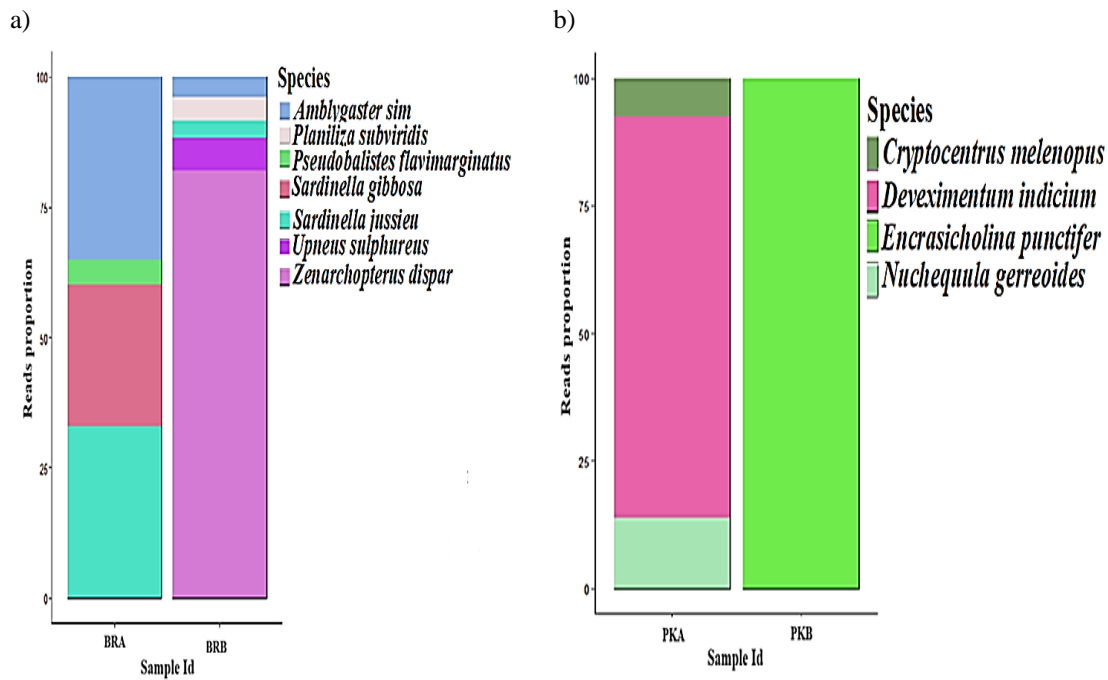 a)
Species
Amblygaster sim
Planiliza subviridis
Pseudobalistes flavimarginatus
Sardinella gibbosa
Sardinella jussieu
Upneus sulphureus
Zenarchopterus dispar
100
75
50
25
0
Reads proportion
BRA BRB
Sample Id
b)
Species
Cryptocentrus melenopus
Deveximentum indicium
Encrasicholina punctifer
Nuchequula gerreoides
100
75
50
25
0
Reads proportion
PKA PKB
Sample Id